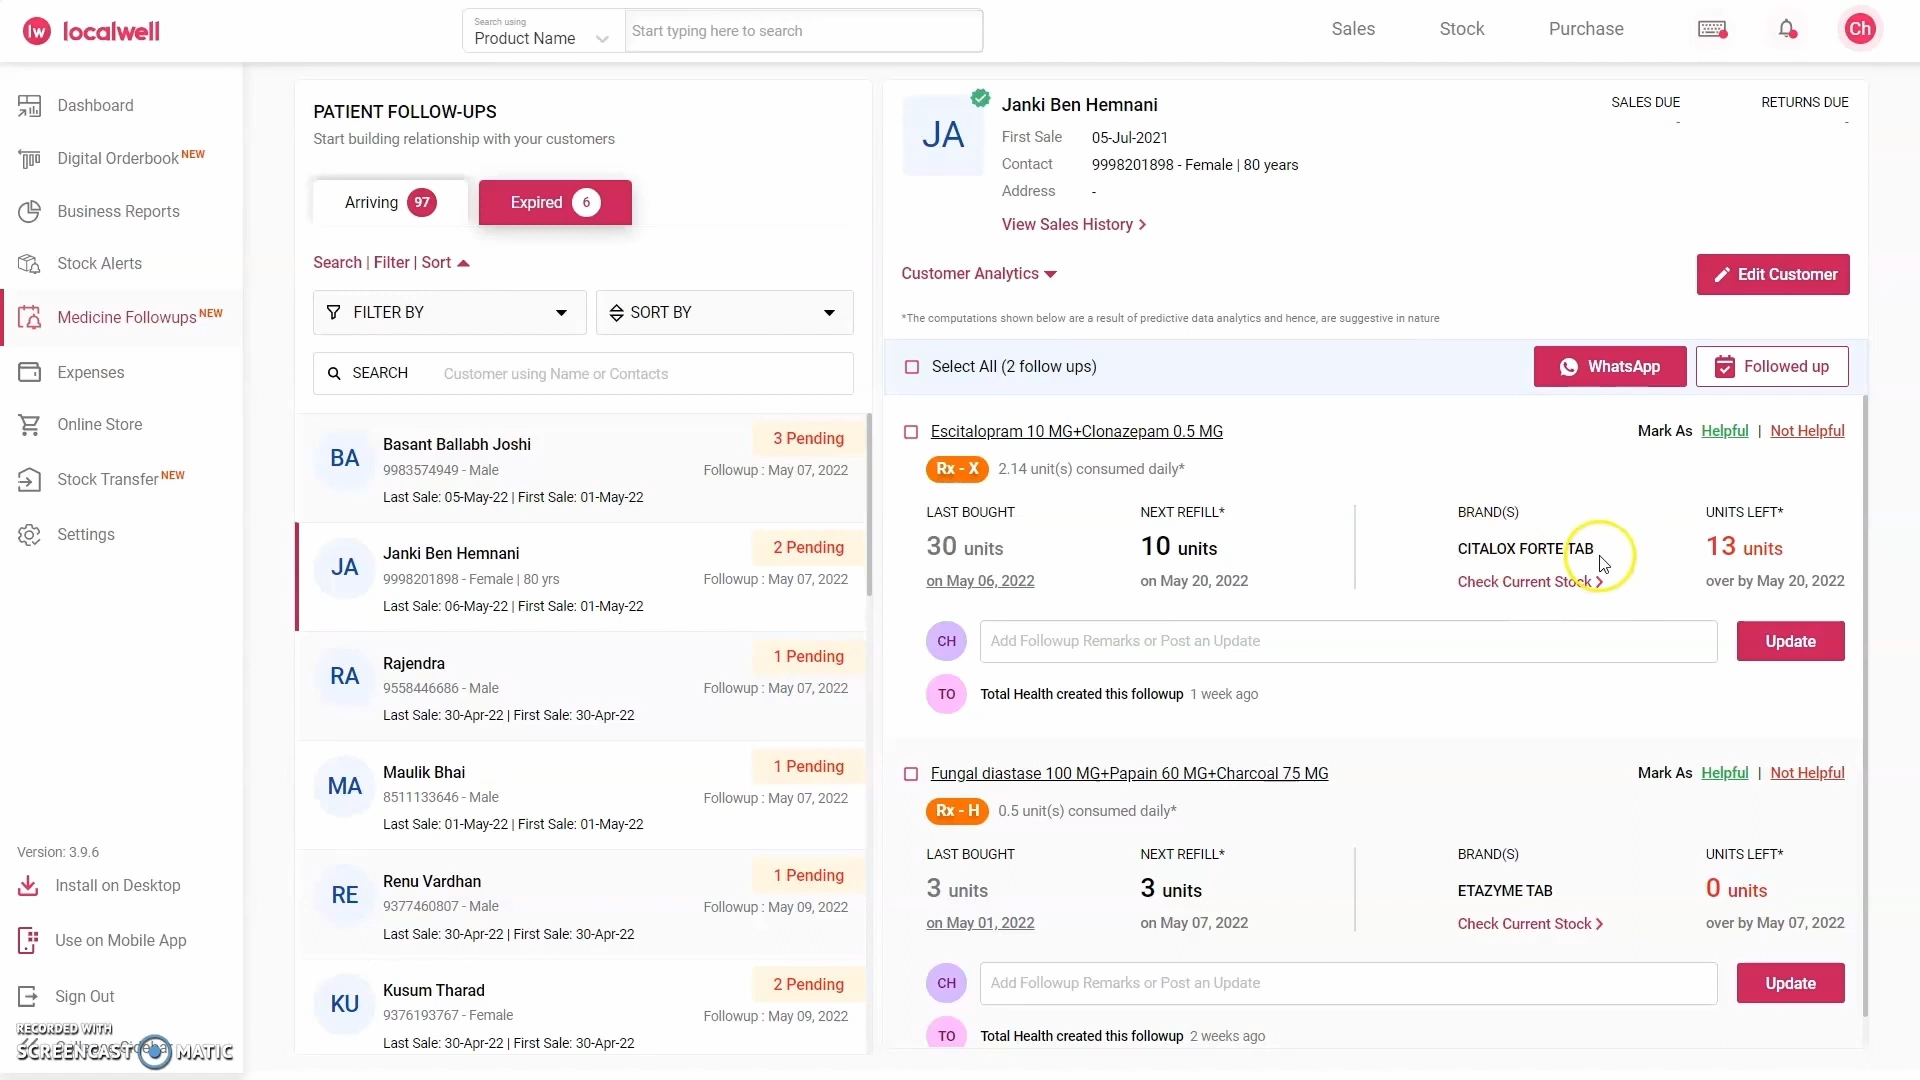 lw localwell
Search using
Product Name
Start typing here to search
Sales
Stock
Purchase
Ch
Dashboard
Digital Orderbook NEW
Business Reports
Stock Alerts
Medicine Followups NEW
Expenses
Online Store
Stock Transfer NEW
Settings
Version: 3.9.6
Install on Desktop
Use on Mobile App
Sign Out
RECORDED WITH
SCREENCAST MATIC
PATIENT FOLLOW-UPS
Start building relationship with your customers
Arriving 97
Expired 6
Search | Filter | Sort
FILTER BY
SORT BY
SEARCH Customer using Name or Contacts
BA
Basant Ballabh Joshi
3 Pending
9983574949 - Male
Followup : May 07, 2022
Last Sale: 05-May-22 | First Sale: 01-May-22
JA
Janki Ben Hemnani
2 Pending
9998201898 - Female | 80 yrs
Followup : May 07, 2022
Last Sale: 06-May-22 | First Sale: 01-May-22
RA
Rajendra
1 Pending
9558446686 - Male
Followup : May 07, 2022
Last Sale: 30-Apr-22 | First Sale: 30-Apr-22
MA
Maulik Bhai
1 Pending
8511133646 - Male
Followup : May 07, 2022
Last Sale: 01-May-22 | First Sale: 01-May-22
RE
Renu Vardhan
1 Pending
9377460807 - Male
Followup : May 09, 2022
Last Sale: 30-Apr-22 | First Sale: 30-Apr-22
KU
Kusum Tharad
2 Pending
9376193767 - Female
Followup : May 09, 2022
Last Sale: 30-Apr-22 | First Sale: 30-Apr-22
JA
Janki Ben Hemnani
First Sale 05-Jul-2021
Contact 9998201898 - Female | 80 years
Address -
View Sales History >
SALES DUE
-
RETURNS DUE
-
Customer Analytics
Edit Customer
*The computations shown below are a result of predictive data analytics and hence, are suggestive in nature
Select All (2 follow ups)
WhatsApp
Followed up
Escitalopram 10 MG+Clonazepam 0.5 MG
Mark As Helpful | Not Helpful
Rx - X 2.14 unit(s) consumed daily*
LAST BOUGHT
30 units
on May 06, 2022
NEXT REFILL*
10 units
on May 20, 2022
BRAND(S)
CITALOX FORTE TAB
Check Current Stock >
UNITS LEFT*
13 units
over by May 20, 2022
CH
Add Followup Remarks or Post an Update
Update
TO
Total Health created this followup 1 week ago
Fungal diastase 100 MG+Papain 60 MG+Charcoal 75 MG
Mark As Helpful | Not Helpful
Rx - H 0.5 unit(s) consumed daily*
LAST BOUGHT
3 units
on May 01, 2022
NEXT REFILL*
3 units
on May 07, 2022
BRAND(S)
ETAZYME TAB
Check Current Stock >
UNITS LEFT*
0 units
over by May 07, 2022
CH
Add Followup Remarks or Post an Update
Update
TO
Total Health created this followup 2 weeks ago